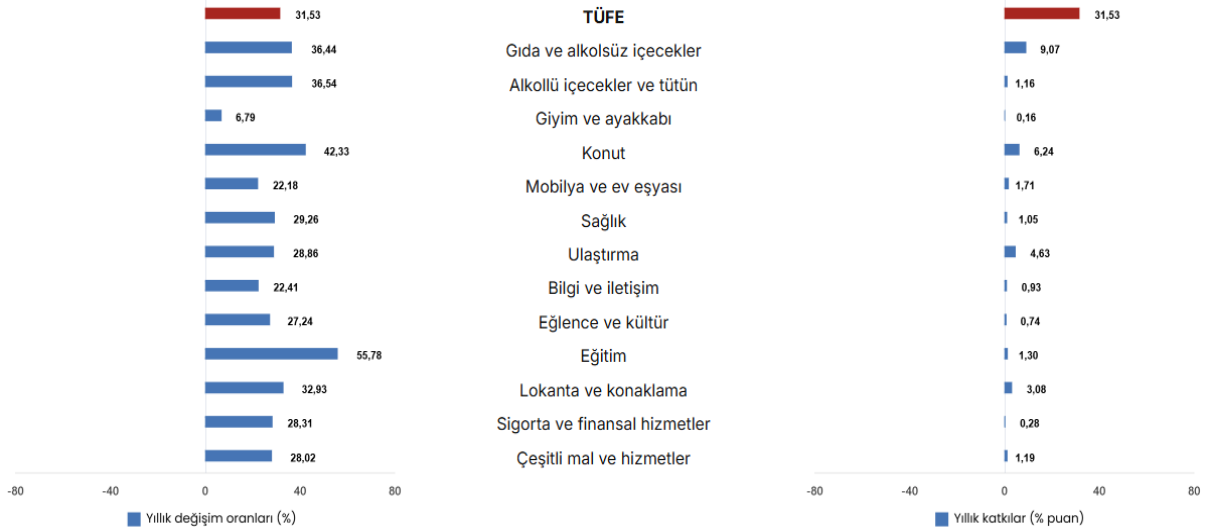 31,53 TÜFE 31,53
36,44 Gıda ve alkolsüz içecekler 9,07
36,54 Alkollü içecekler ve tütün 1,16
6,79 Giyim ve ayakkabı 0,16
42,33 Konut 6,24
22,18 Mobilya ve ev eşyası 1,71
29,26 Sağlık 1,05
28,86 Ulaştırma 4,63
22,41 Bilgi ve iletişim 0,93
27,24 Eğlence ve kültür 0,74
55,78 Eğitim 1,30
32,93 Lokanta ve konaklama 3,08
28,31 Sigorta ve finansal hizmetler 0,28
28,02 Çeşitli mal ve hizmetler 1,19
-80 -40 0 40 80 -80 -40 0 40 80
Yıllık değişim oranları (%) Yıllık katkılar (% puan)